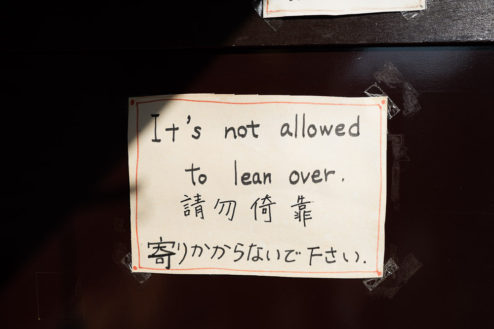 It's not allowed
to lean over.
請勿倚靠
寄りかからないで下さい.